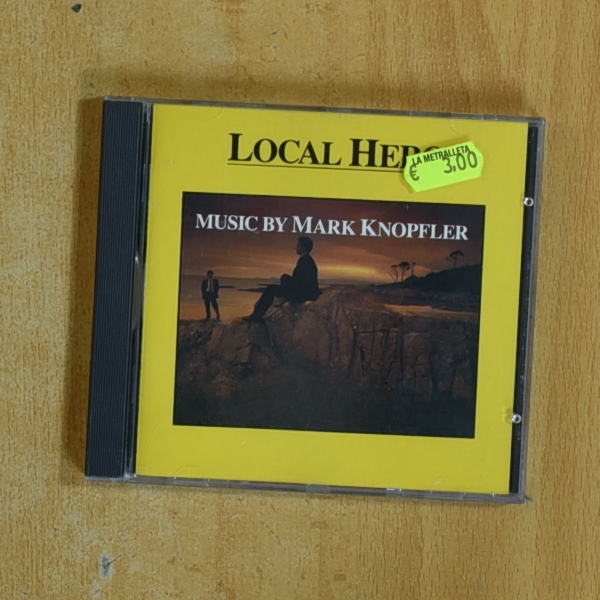 LOCAL HERO
LA METRALLETA
€ 3.00
MUSIC BY MARK KNOPFLER